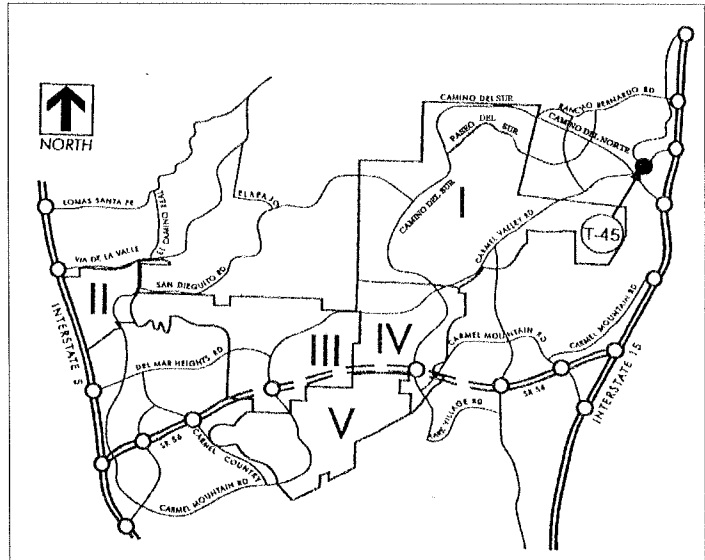 CAMINO DEL SUR
RANCHO BERNARDO RD
PASEO DEL SUR
CAMINO DEL NORTE
NORTH
EL APAJO
CAMINO DEL SUR
I
LOMAS SANTA FE
EL CAMINO REAL
CARMEL VALLEY RD
T-45
VIA DE LA VALLE
SAN DIEGUITO RD
II
CARMEL MOUNTAIN RD
INTERSTATE 5
III
IV
CARMEL MOUNTAIN RD
DEL MAR HEIGHTS RD
INTERSTATE 15
V
SR 56
VILLAGE RD
SR 56
CARMEL COUNTRY
CARMEL MOUNTAIN RD